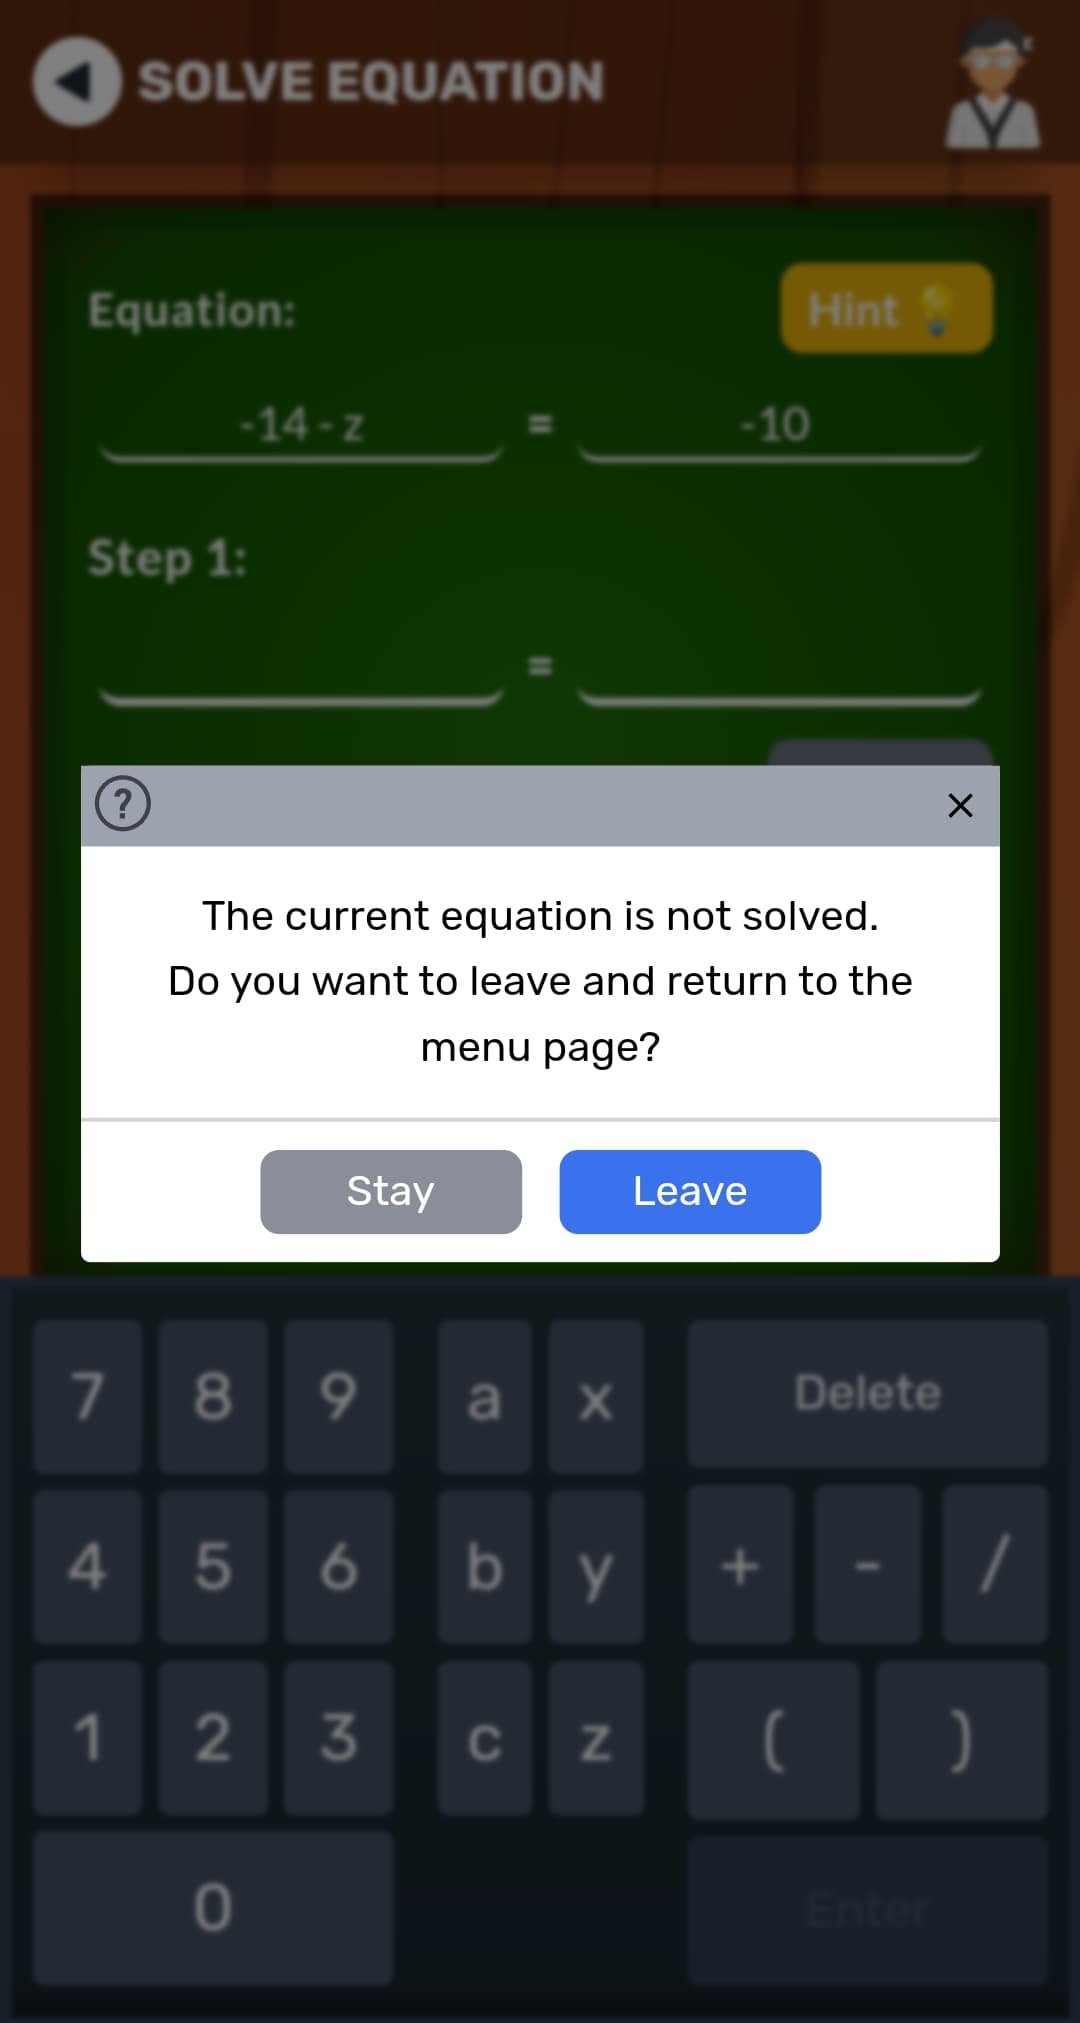 SOLVE EQUATION
Equation:
Hint
-14 - z = -10
Step 1:
=
?
×
The current equation is not solved.
Do you want to leave and return to the
menu page?
Stay Leave
7 8 9 a x Delete
4 5 6 b y + - /
1 2 3 c z ( )
0 Enter